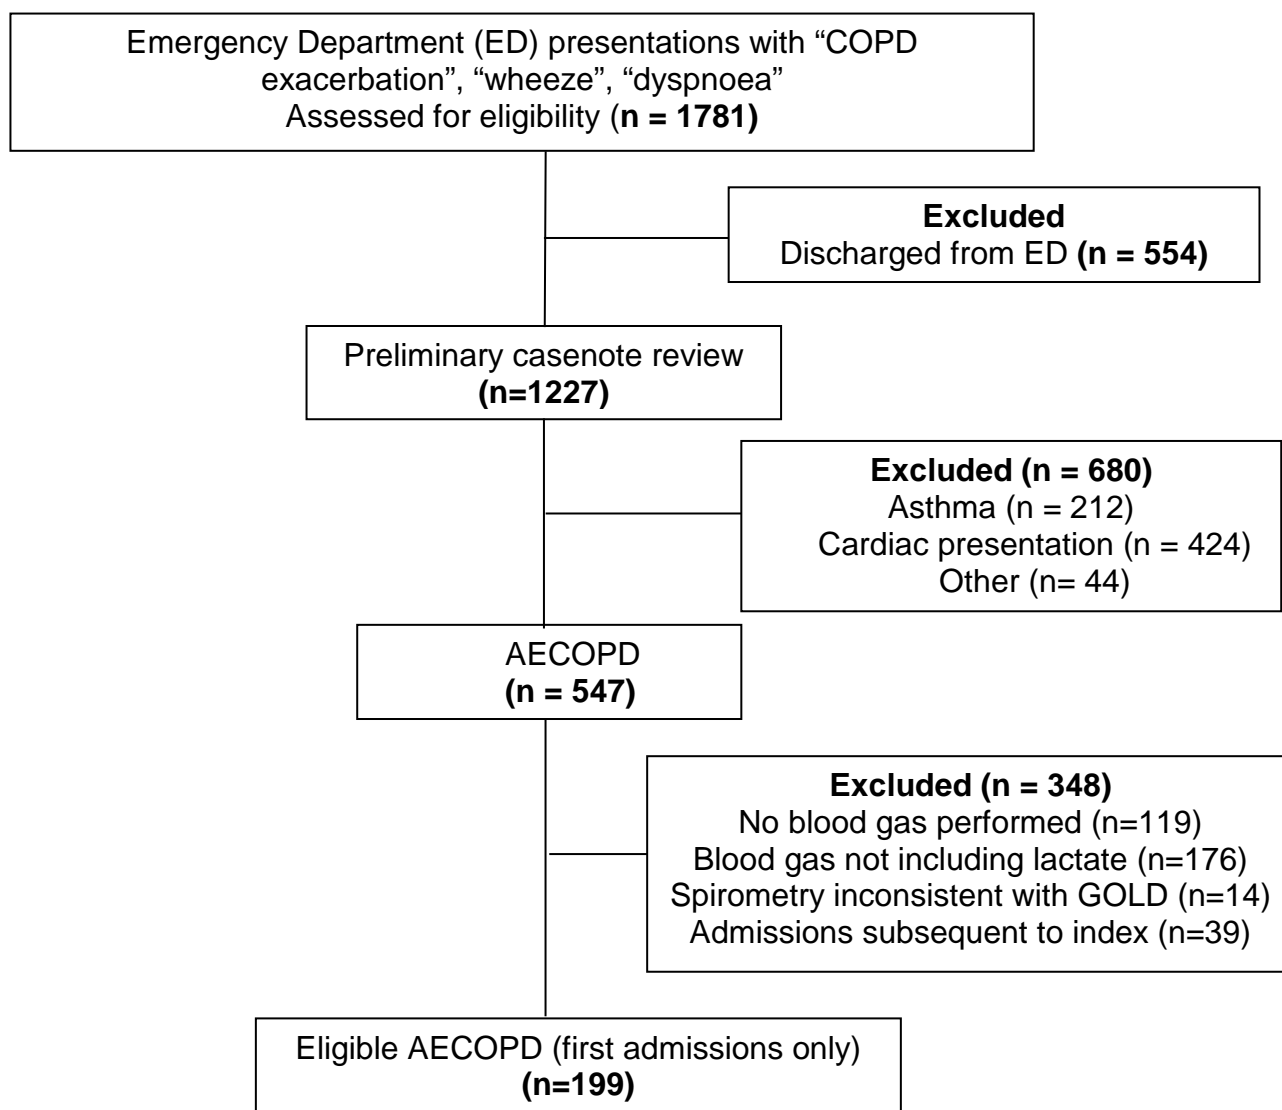 Emergency Department (ED) presentations with “COPD
exacerbation”, “wheeze”, “dyspnoea”
Assessed for eligibility (n = 1781)
Excluded
Discharged from ED (n = 554)
Preliminary casenote review
(n=1227)
Excluded (n = 680)
Asthma (n = 212)
Cardiac presentation (n = 424)
Other (n= 44)
AECOPD
(n = 547)
Excluded (n = 348)
No blood gas performed (n=119)
Blood gas not including lactate (n=176)
Spirometry inconsistent with GOLD (n=14)
Admissions subsequent to index (n=39)
Eligible AECOPD (first admissions only)
(n=199)